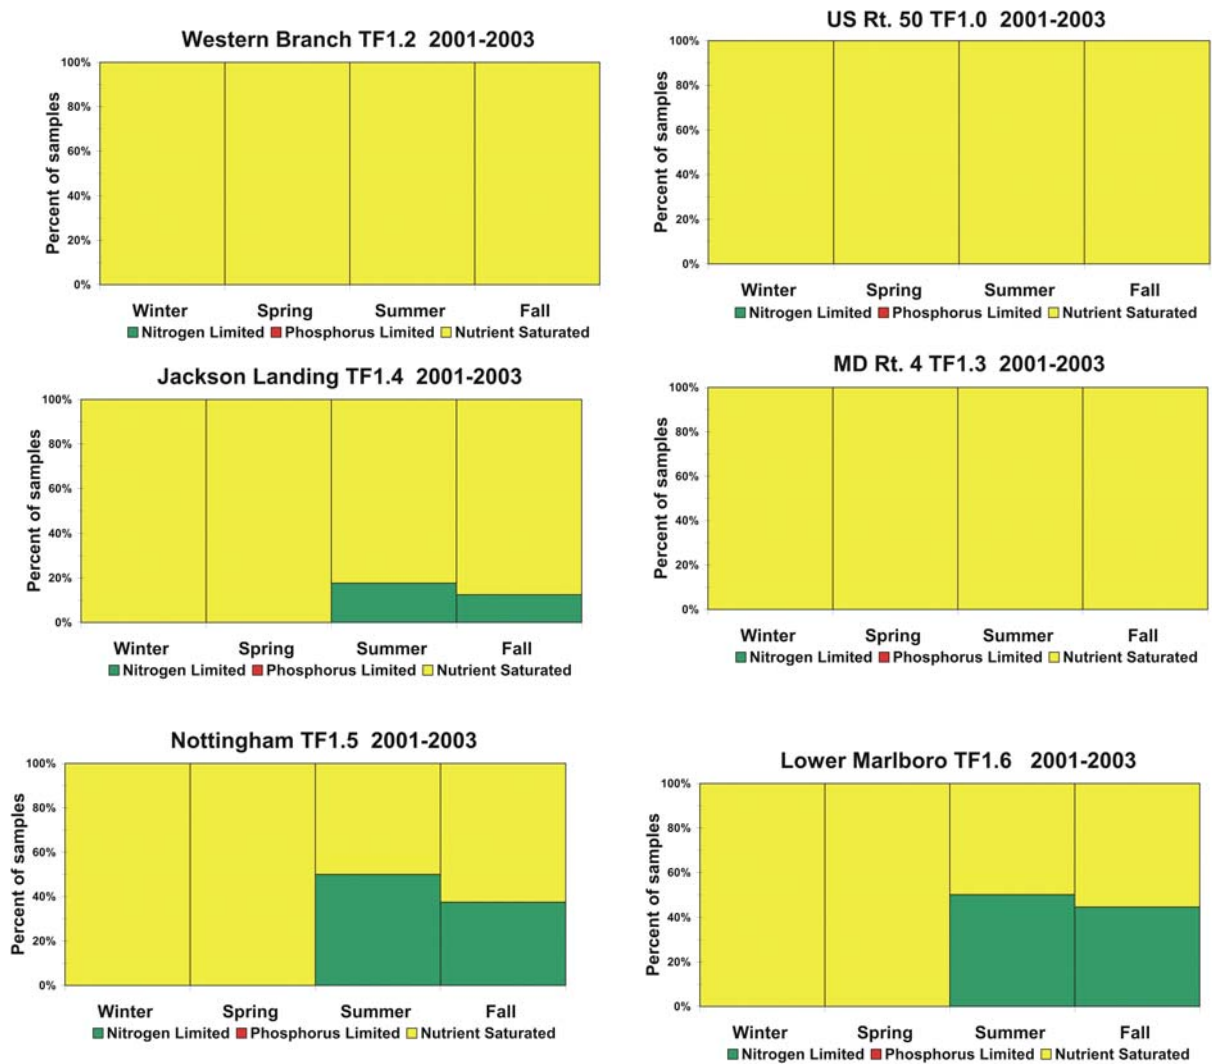 Western Branch TF1.2 2001-2003
Percent of samples
100%
80%
60%
40%
20%
0%
Winter Spring Summer Fall
Nitrogen Limited Phosphorus Limited Nutrient Saturated
US Rt. 50 TF1.0 2001-2003
Percent of samples
100%
80%
60%
40%
20%
0%
Winter Spring Summer Fall
Nitrogen Limited Phosphorus Limited Nutrient Saturated
Jackson Landing TF1.4 2001-2003
Percent of samples
100%
80%
60%
40%
20%
0%
Winter Spring Summer Fall
Nitrogen Limited Phosphorus Limited Nutrient Saturated
MD Rt. 4 TF1.3 2001-2003
Percent of samples
100%
80%
60%
40%
20%
0%
Winter Spring Summer Fall
Nitrogen Limited Phosphorus Limited Nutrient Saturated
Nottingham TF1.5 2001-2003
Percent of samples
100%
80%
60%
40%
20%
0%
Winter Spring Summer Fall
Nitrogen Limited Phosphorus Limited Nutrient Saturated
Lower Marlboro TF1.6 2001-2003
Percent of samples
100%
80%
60%
40%
20%
0%
Winter Spring Summer Fall
Nitrogen Limited Phosphorus Limited Nutrient Saturated